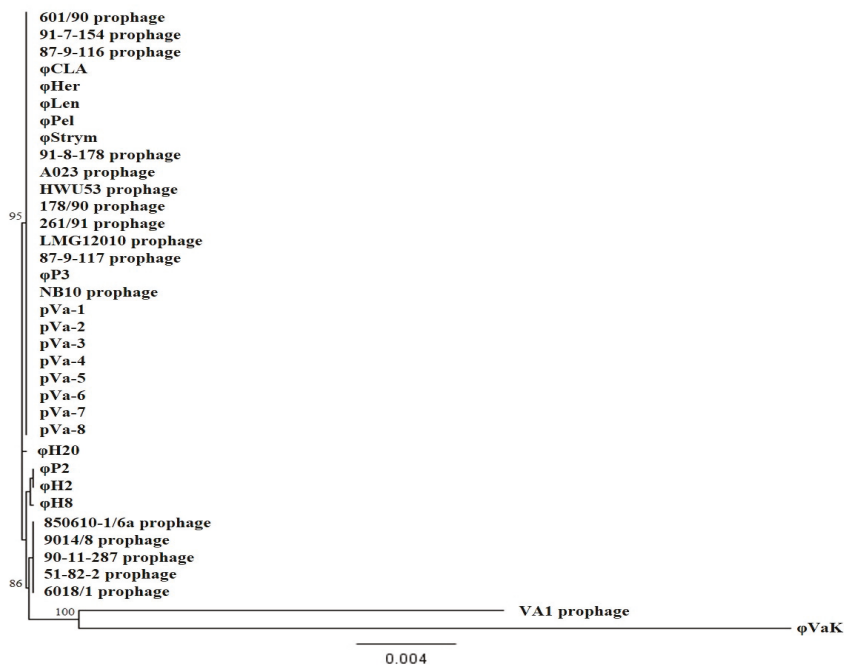 601/90 prophage
91-7-154 prophage
87-9-116 prophage
φCLA
φHer
φLen
φPel
φStrym
91-8-178 prophage
A023 prophage
HWU53 prophage
178/90 prophage
261/91 prophage
95
LMG12010 prophage
87-9-117 prophage
φP3
NB10 prophage
pVa-1
pVa-2
pVa-3
pVa-4
pVa-5
pVa-6
pVa-7
pVa-8
φH20
φP2
φH2
φH8
850610-1/6a prophage
9014/8 prophage
90-11-287 prophage
51-82-2 prophage
86
6018/1 prophage
100
VA1 prophage
φVaK
0.004